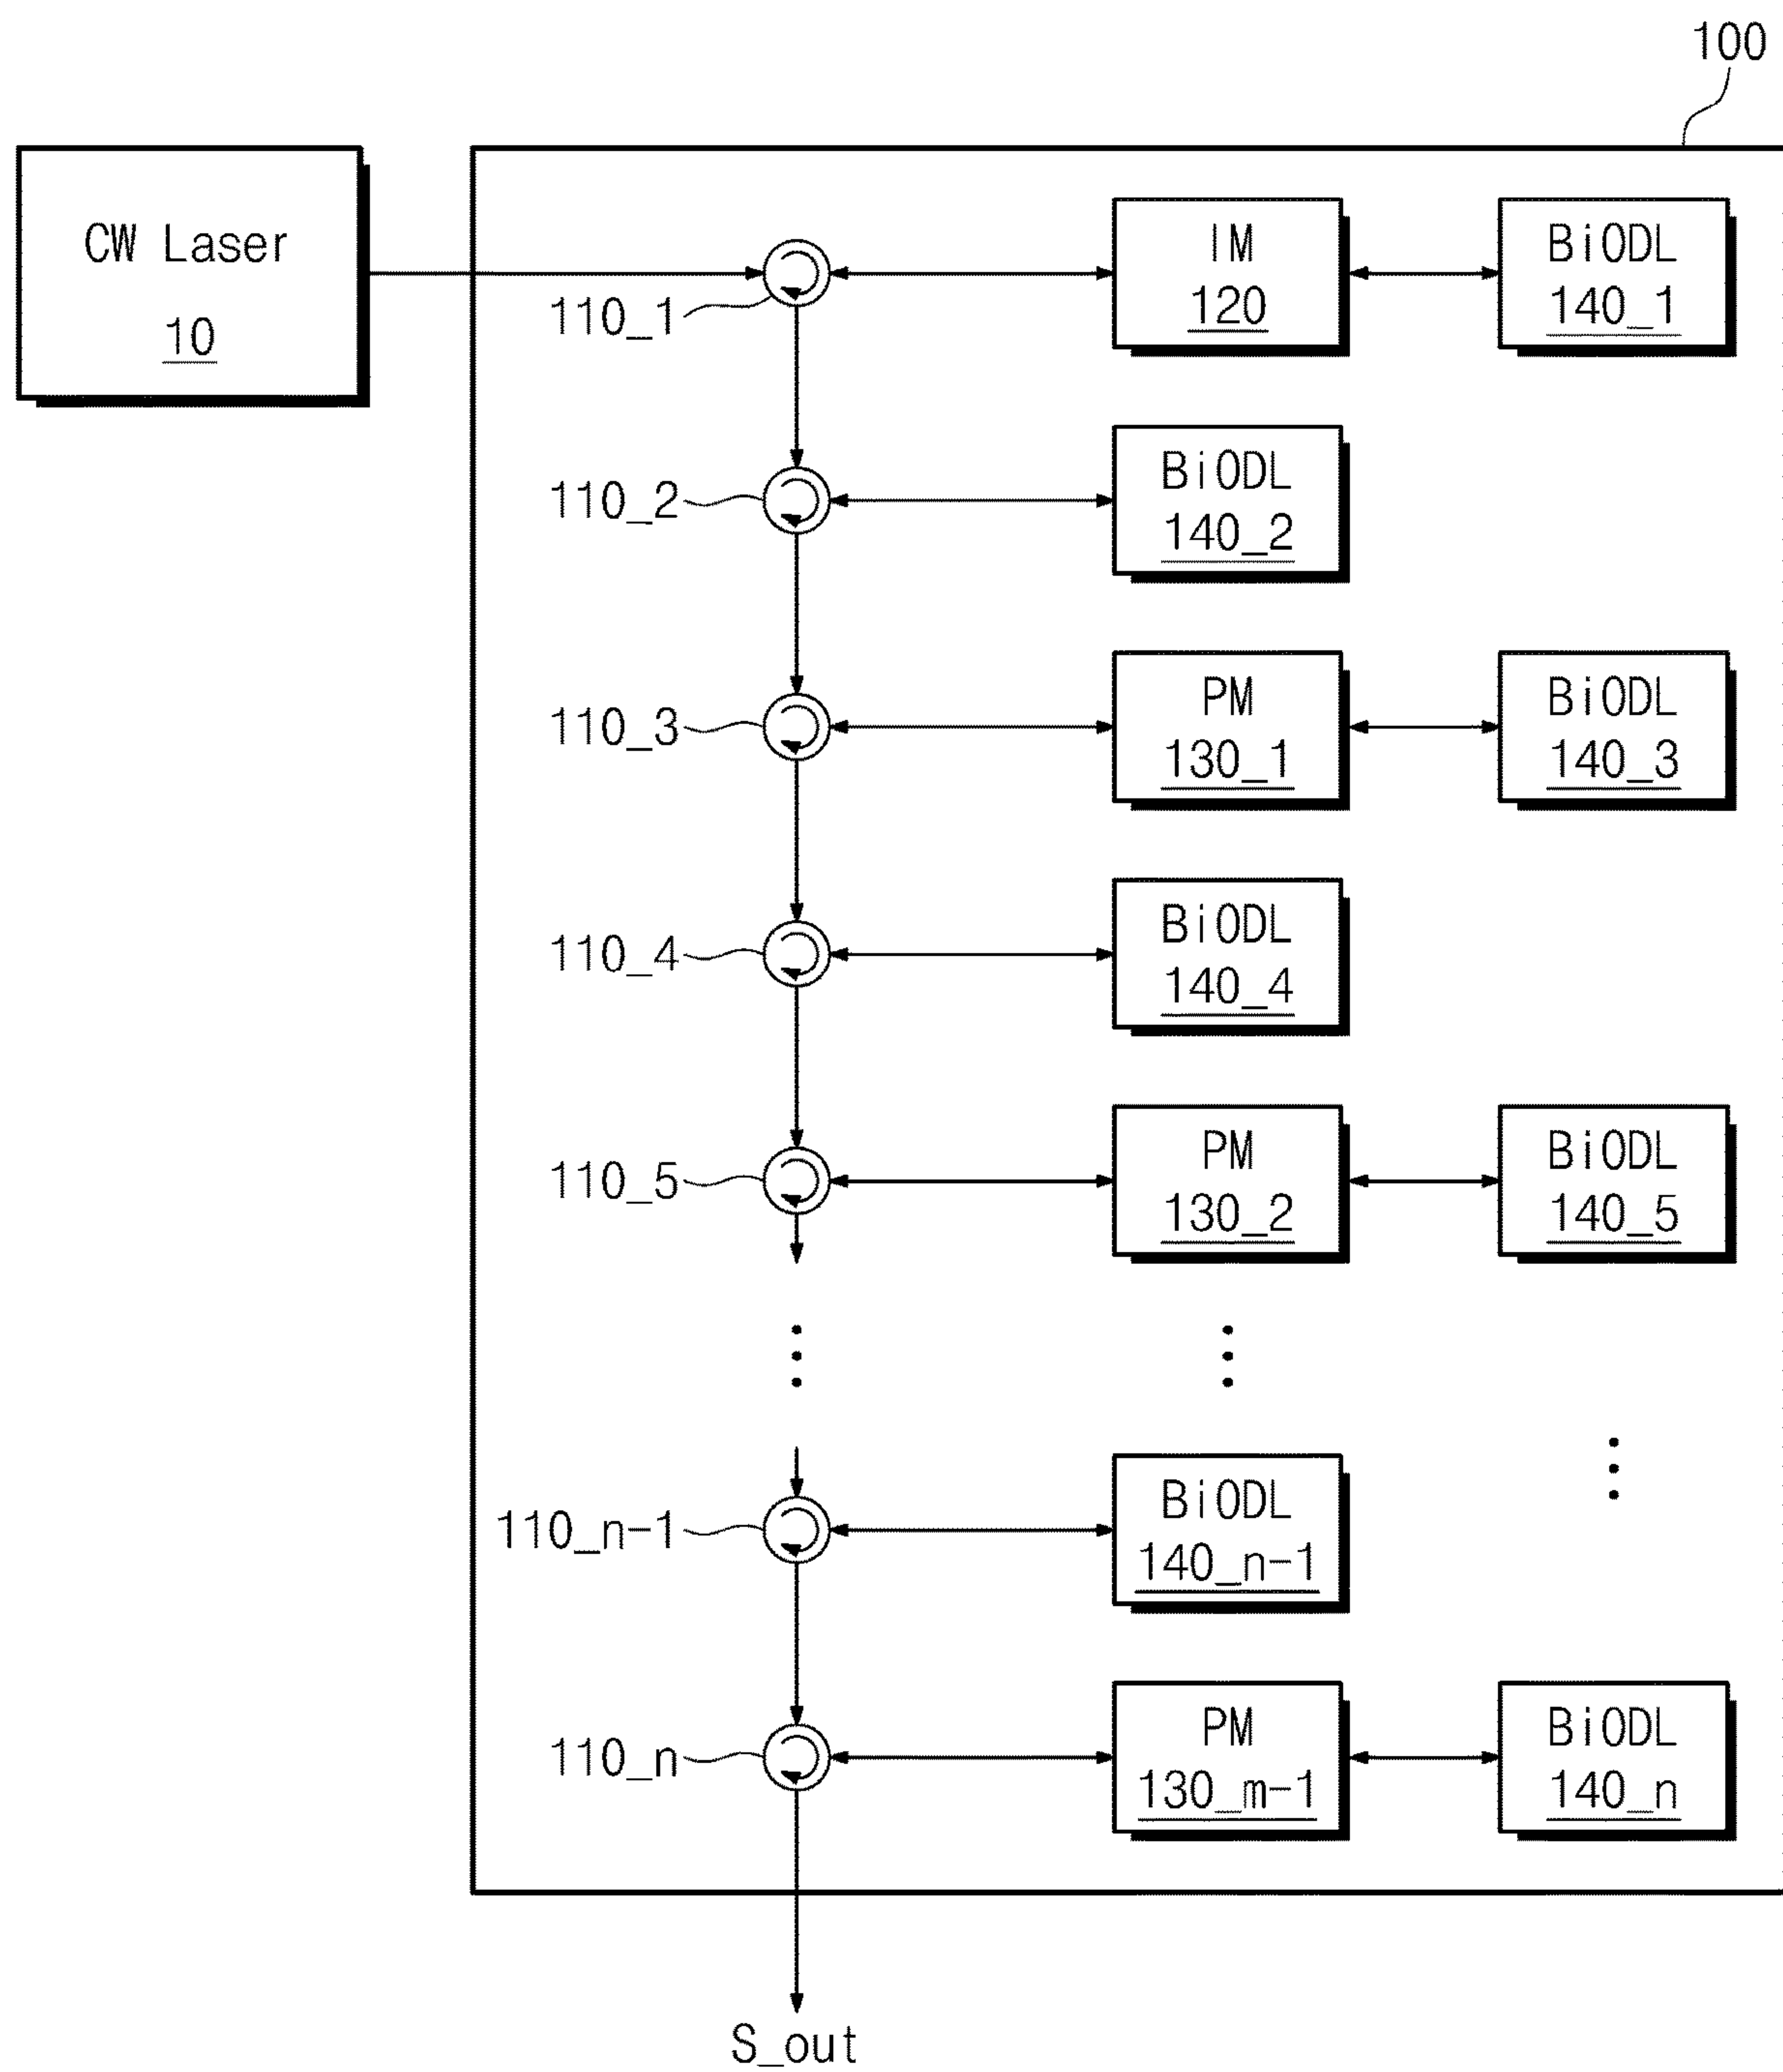 100
CW Laser
10
IM
120
BiODL
140_1
110_1
BiODL
140_2
110_2
PM
130_1
BiODL
140_3
110_3
BiODL
140_4
110_4
PM
130_2
BiODL
140_5
110_5
BiODL
140_n-1
110_n-1
PM
130_m-1
BiODL
140_n
110_n
S_out